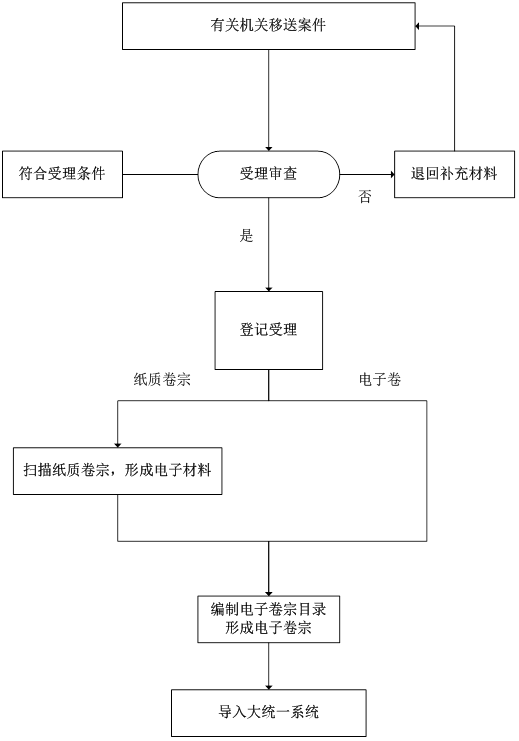 有关机关移送案件
符合受理条件
受理审查
退回补充材料
否
是
登记受理
纸质卷宗
电子卷
扫描纸质卷宗，形成电子材料
编制电子卷宗目录
形成电子卷宗
导入大统一系统